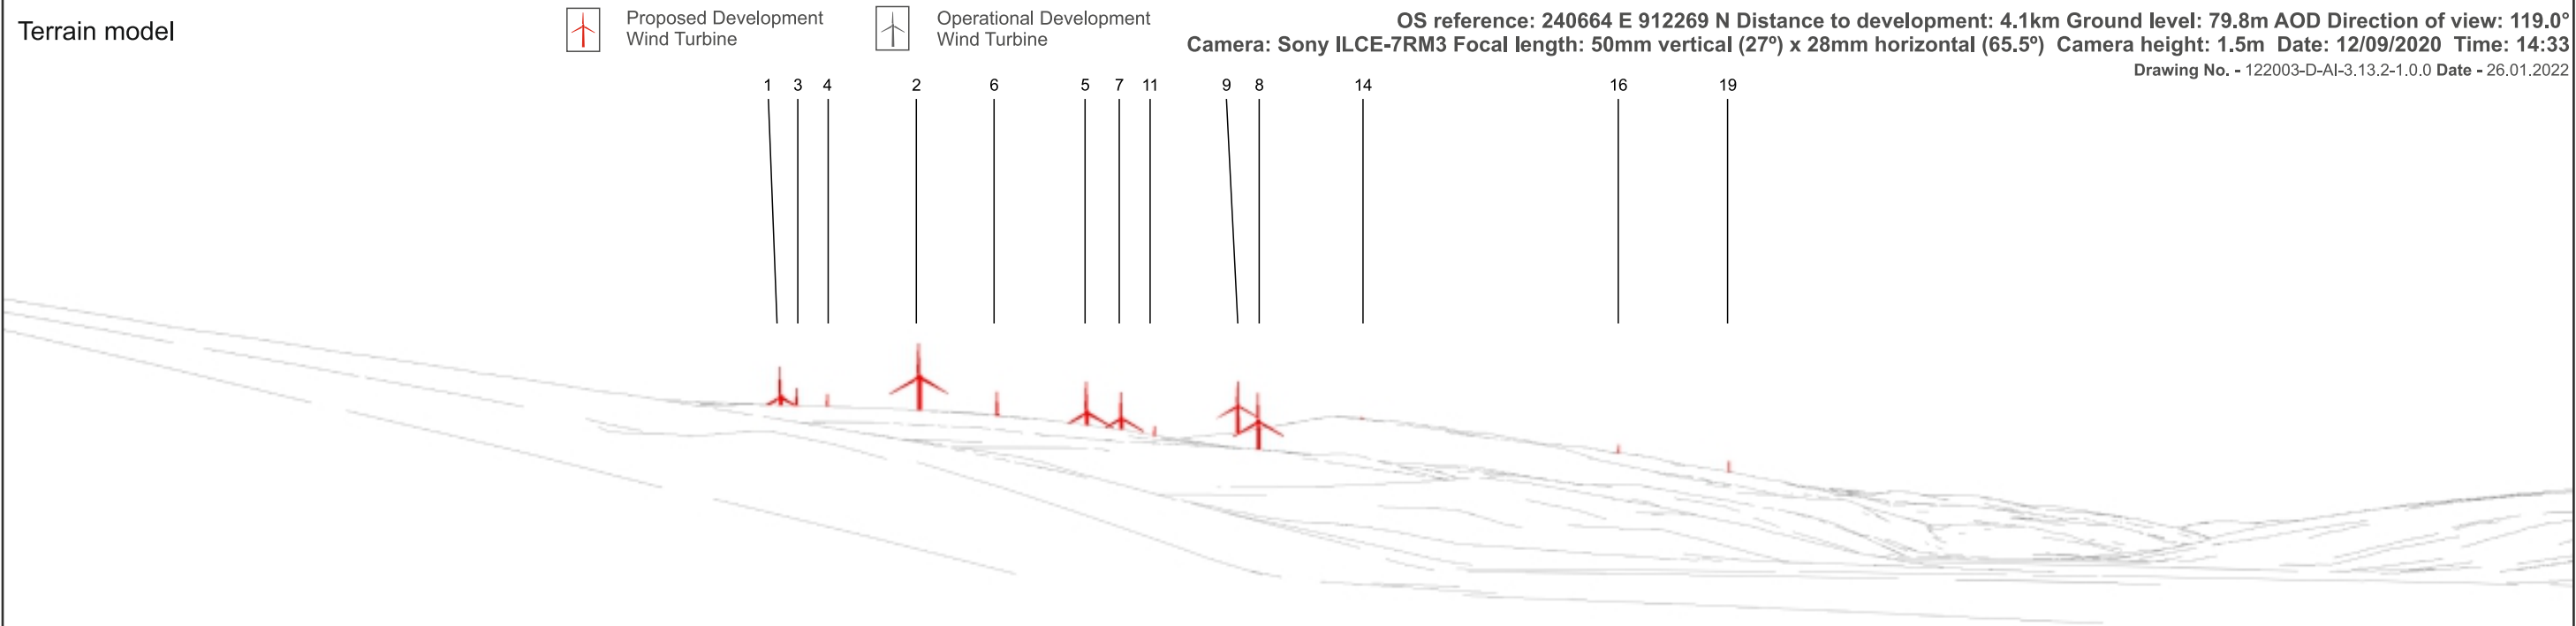 Terrain model
Proposed Development
Wind Turbine
Operational Development
Wind Turbine
OS reference: 240664 E 912269 N Distance to development: 4.1km Ground level: 79.8m AOD Direction of view: 119.0°
Camera: Sony ILCE-7RM3 Focal length: 50mm vertical (27º) x 28mm horizontal (65.5º) Camera height: 1.5m Date: 12/09/2020 Time: 14:33
Drawing No. - 122003-D-AI-3.13.2-1.0.0 Date - 26.01.2022
1 3 4 2 6 5 7 11 9 8 14 16 19